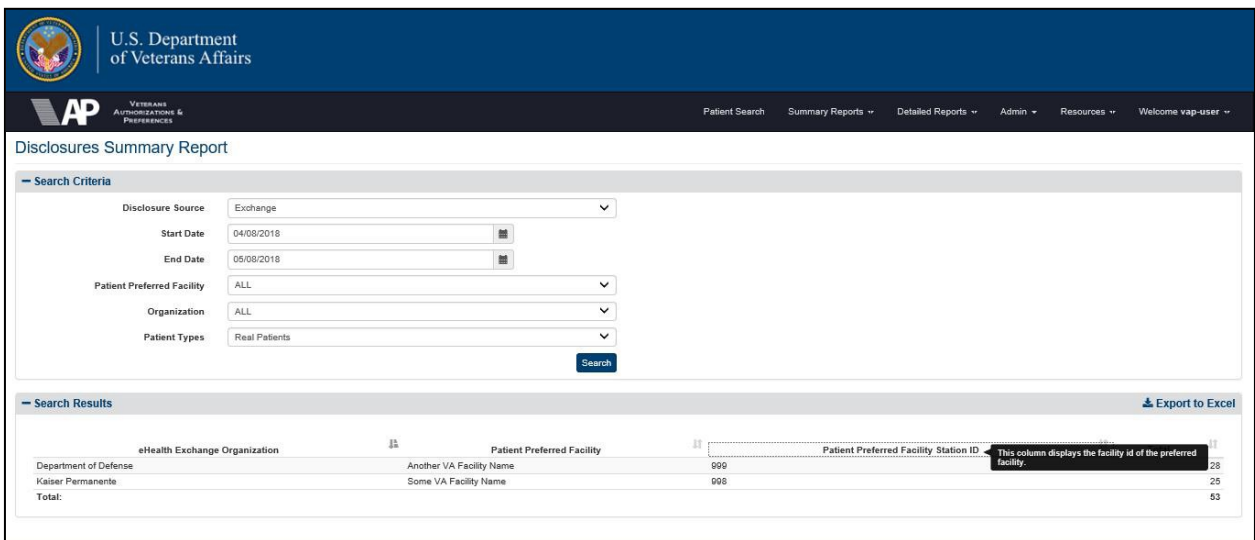 U.S. Department
of Veterans Affairs
VAP
VETERANS
AUTHORIZATIONS &
PREFERENCES
Patient Search Summary Reports Detailed Reports Admin Resources Welcome vap-user
Disclosures Summary Report
Search Criteria
Disclosure Source Exchange
Start Date 04/08/2018
End Date 05/08/2018
Patient Preferred Facility ALL
Organization ALL
Patient Types Real Patients
Search
Search Results Export to Excel
eHealth Exchange Organization Patient Preferred Facility Patient Preferred Facility Station ID
This column displays the facility id of the preferred
facility.
Department of Defense Another VA Facility Name 999 28
Kaiser Permanente Some VA Facility Name 998 25
Total: 53